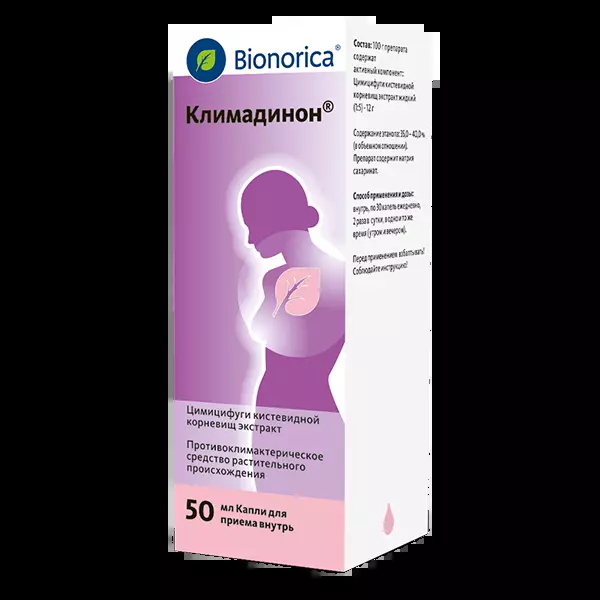 Bionorica®
Климадинон®
Цимицифуги кистевидной
корневищ экстракт
Противоклимактерическое
средство растительного
происхождения
50 мл Капли для
приема внутрь
Состав: 100 г препарата
содержат
активный компонент:
Цимицифуги кистевидной
корневищ экстракт жидкий
(1:5) - 12 г
Содержание этанола: 35,0 - 40,0 %
(в объемном отношении).
Препарат содержит натрия
сахаринат.
Способ применения и дозы:
внутрь, по 30 капель ежедневно,
2 раза в сутки, в одно и то же
время (утром и вечером).
Перед применением взбалтывать!
Соблюдайте инструкцию!